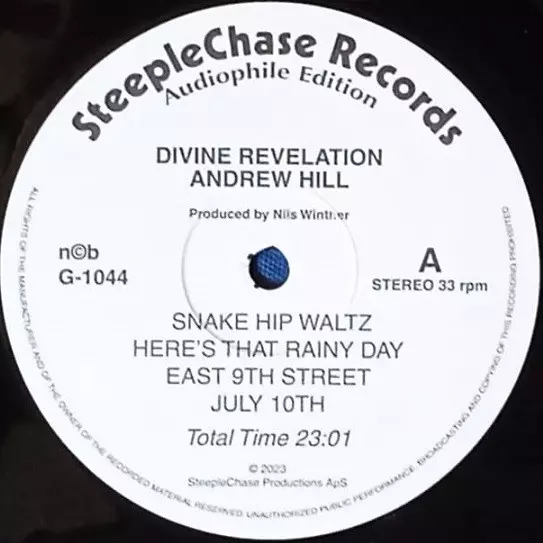 SteepleChase Records
Audiophile Edition
DIVINE REVELATION
ANDREW HILL
Produced by Nils Winther
n©b
G-1044
A
STEREO 33 rpm
SNAKE HIP WALTZ
HERE'S THAT RAINY DAY
EAST 9TH STREET
JULY 10TH
Total Time 23:01
© 2023
SteepleChase Productions ApS
ALL RIGHTS OF THE MANUFACTURER AND OF THE OWNER OF THE RECORDED MATERIAL RESERVED. UNAUTHORIZED PUBLIC PERFORMANCE, BROADCASTING AND COPYING OF THIS RECORDING PROHIBITED